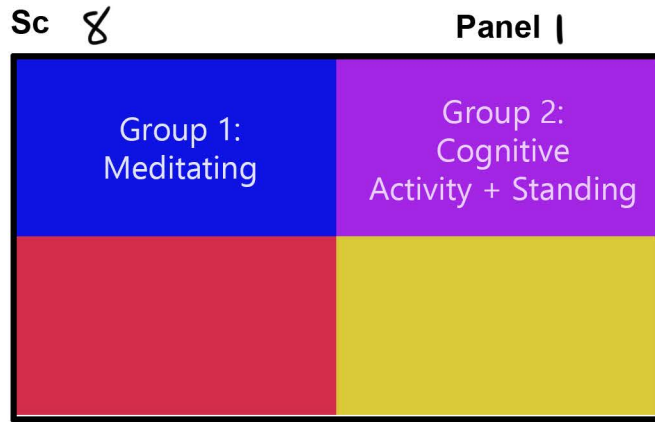 Sc 8 Panel 1
Group 1:
Meditating
Group 2:
Cognitive
Activity + Standing